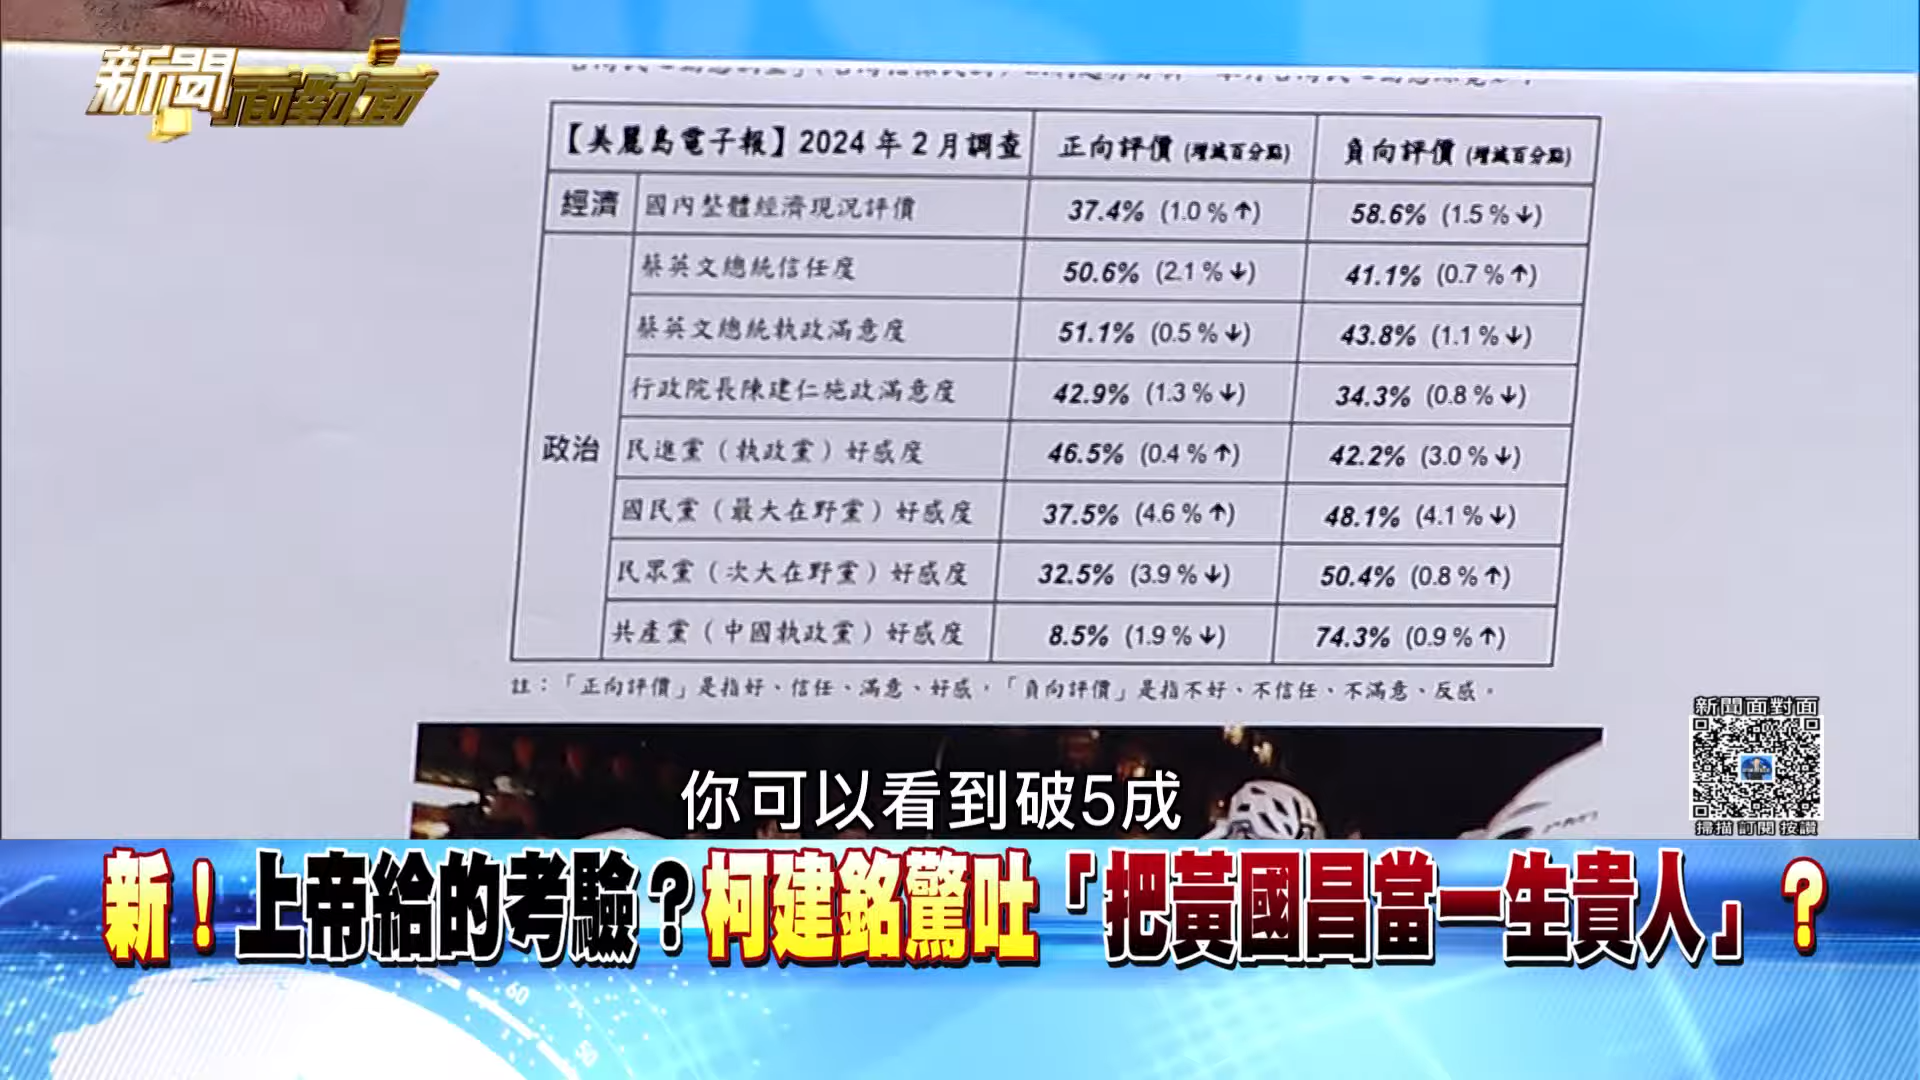 新聞面對面
【美麗島電子報】2024年2月調查 正向評價 (增減百分點) 負向評價 (增減百分點)
經濟 國內整體經濟現況評價 37.4% (1.0%↑) 58.6% (1.5%↓)
政治
蔡英文總統信任度 50.6% (2.1%↓) 41.1% (0.7%↑)
蔡英文總統執政滿意度 51.1% (0.5%↓) 43.8% (1.1%↓)
行政院長陳建仁施政滿意度 42.9% (1.3%↓) 34.3% (0.8%↓)
民進黨（執政黨）好感度 46.5% (0.4%↑) 42.2% (3.0%↓)
國民黨（最大在野黨）好感度 37.5% (4.6%↑) 48.1% (4.1%↓)
民眾黨（次大在野黨）好感度 32.5% (3.9%↓) 50.4% (0.8%↑)
共產黨（中國執政黨）好感度 8.5% (1.9%↓) 74.3% (0.9%↑)
註：「正向評價」是指好、信任、滿意、好感。「負向評價」是指不好、不信任、不滿意、反感。
新聞面對面
掃描 訂閱 按讚
你可以看到破5成
新！上帝給的考驗？柯建銘驚吐「把黃國昌當一生貴人」？
60
50